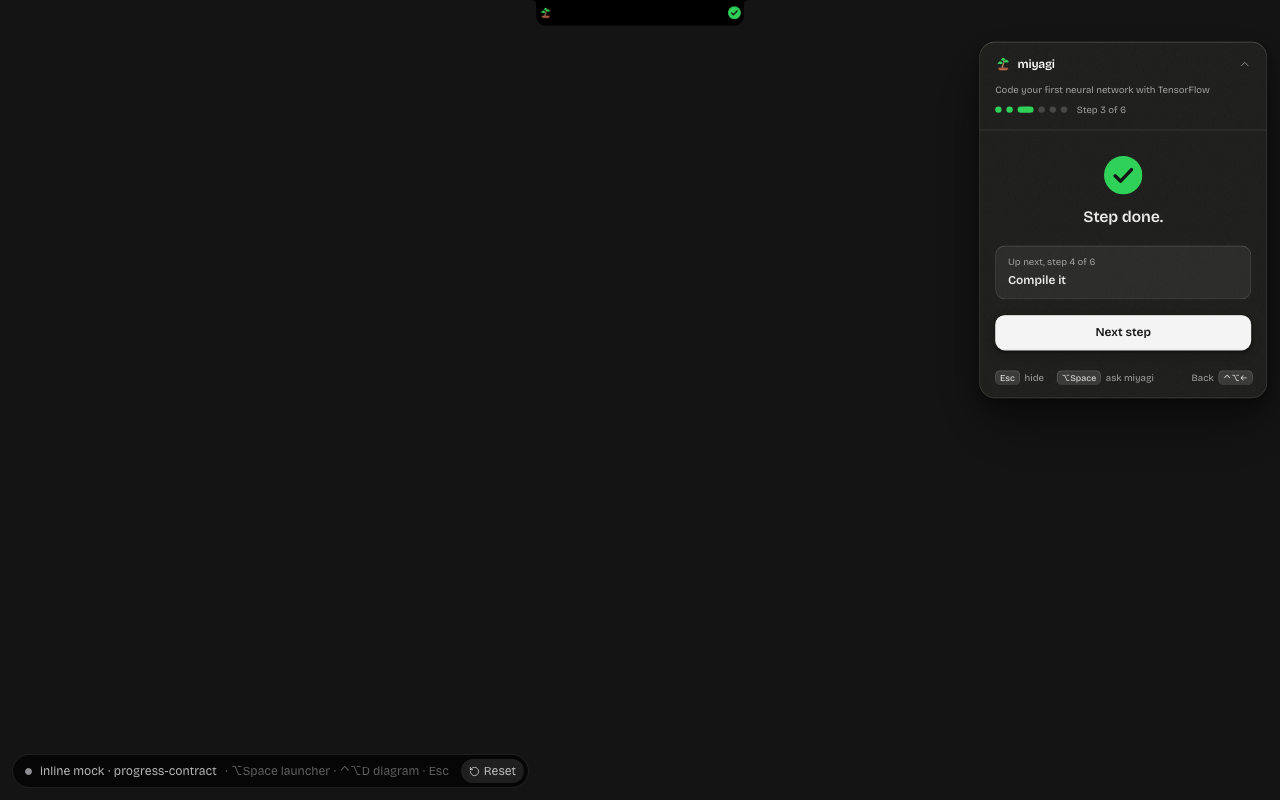 miyagi
Code your first neural network with TensorFlow
Step 3 of 6
Step done.
Up next, step 4 of 6
Compile it
Next step
Esc hide ⌥Space ask miyagi Back ^⌥←
inline mock · progress-contract · ⌥Space launcher · ^⌥D diagram · Esc Reset